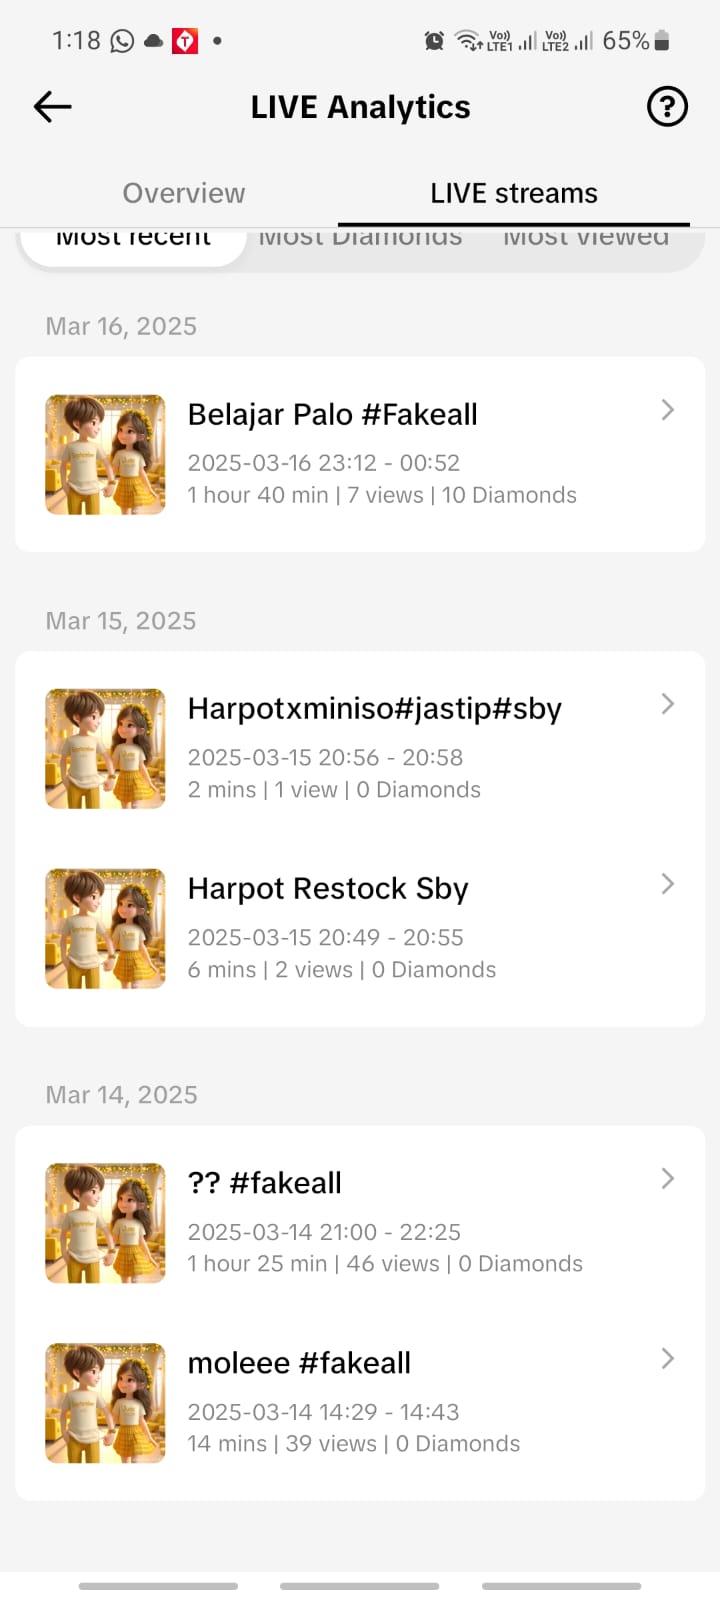 1:18 Vo)) LTE1 Vo)) LTE2 65%
LIVE Analytics
Overview LIVE streams
Most recent Most Diamonds Most viewed
Mar 16, 2025
Belajar Palo #Fakeall
2025-03-16 23:12 - 00:52
1 hour 40 min | 7 views | 10 Diamonds
Mar 15, 2025
Harpotxminiso#jastip#sby
2025-03-15 20:56 - 20:58
2 mins | 1 view | 0 Diamonds
Harpot Restock Sby
2025-03-15 20:49 - 20:55
6 mins | 2 views | 0 Diamonds
Mar 14, 2025
?? #fakeall
2025-03-14 21:00 - 22:25
1 hour 25 min | 46 views | 0 Diamonds
moleee #fakeall
2025-03-14 14:29 - 14:43
14 mins | 39 views | 0 Diamonds